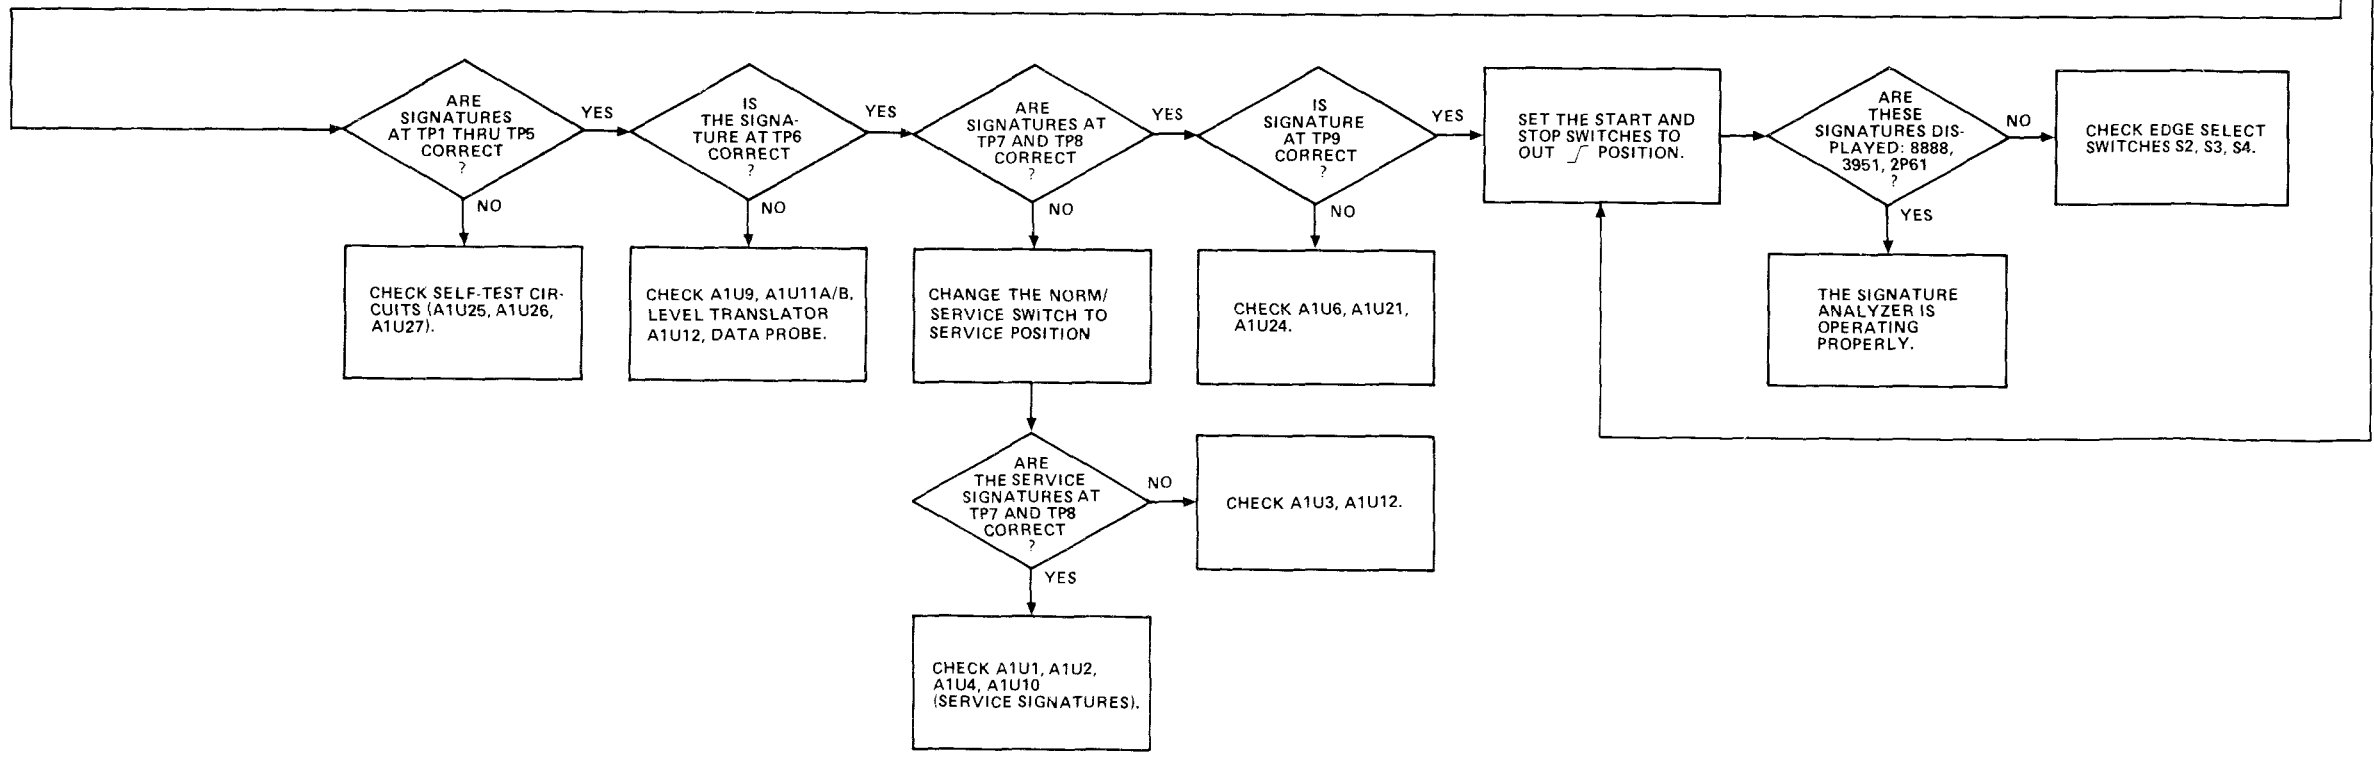 ARE
SIGNATURES
AT TP1 THRU TP5
CORRECT
?
YES
NO
IS
THE SIGNA-
TURE AT TP6
CORRECT
?
YES
NO
ARE
SIGNATURES AT
TP7 AND TP8
CORRECT
?
YES
NO
IS
SIGNATURE
AT TP9
CORRECT
?
YES
NO
SET THE START AND
STOP SWITCHES TO
OUT POSITION.
ARE
THESE
SIGNATURES DIS-
PLAYED: 8888,
3951, 2P61
?
NO
YES
CHECK EDGE SELECT
SWITCHES S2, S3, S4.
CHECK SELF-TEST CIR-
CUITS (A1U25, A1U26,
A1U27).
CHECK A1U9, A1U11A/B,
LEVEL TRANSLATOR
A1U12, DATA PROBE.
CHANGE THE NORM/
SERVICE SWITCH TO
SERVICE POSITION
CHECK A1U6, A1U21,
A1U24.
THE SIGNATURE
ANALYZER IS
OPERATING
PROPERLY.
ARE
THE SERVICE
SIGNATURES AT
TP7 AND TP8
CORRECT
?
NO
YES
CHECK A1U3, A1U12.
CHECK A1U1, A1U2,
A1U4, A1U10
(SERVICE SIGNATURES).